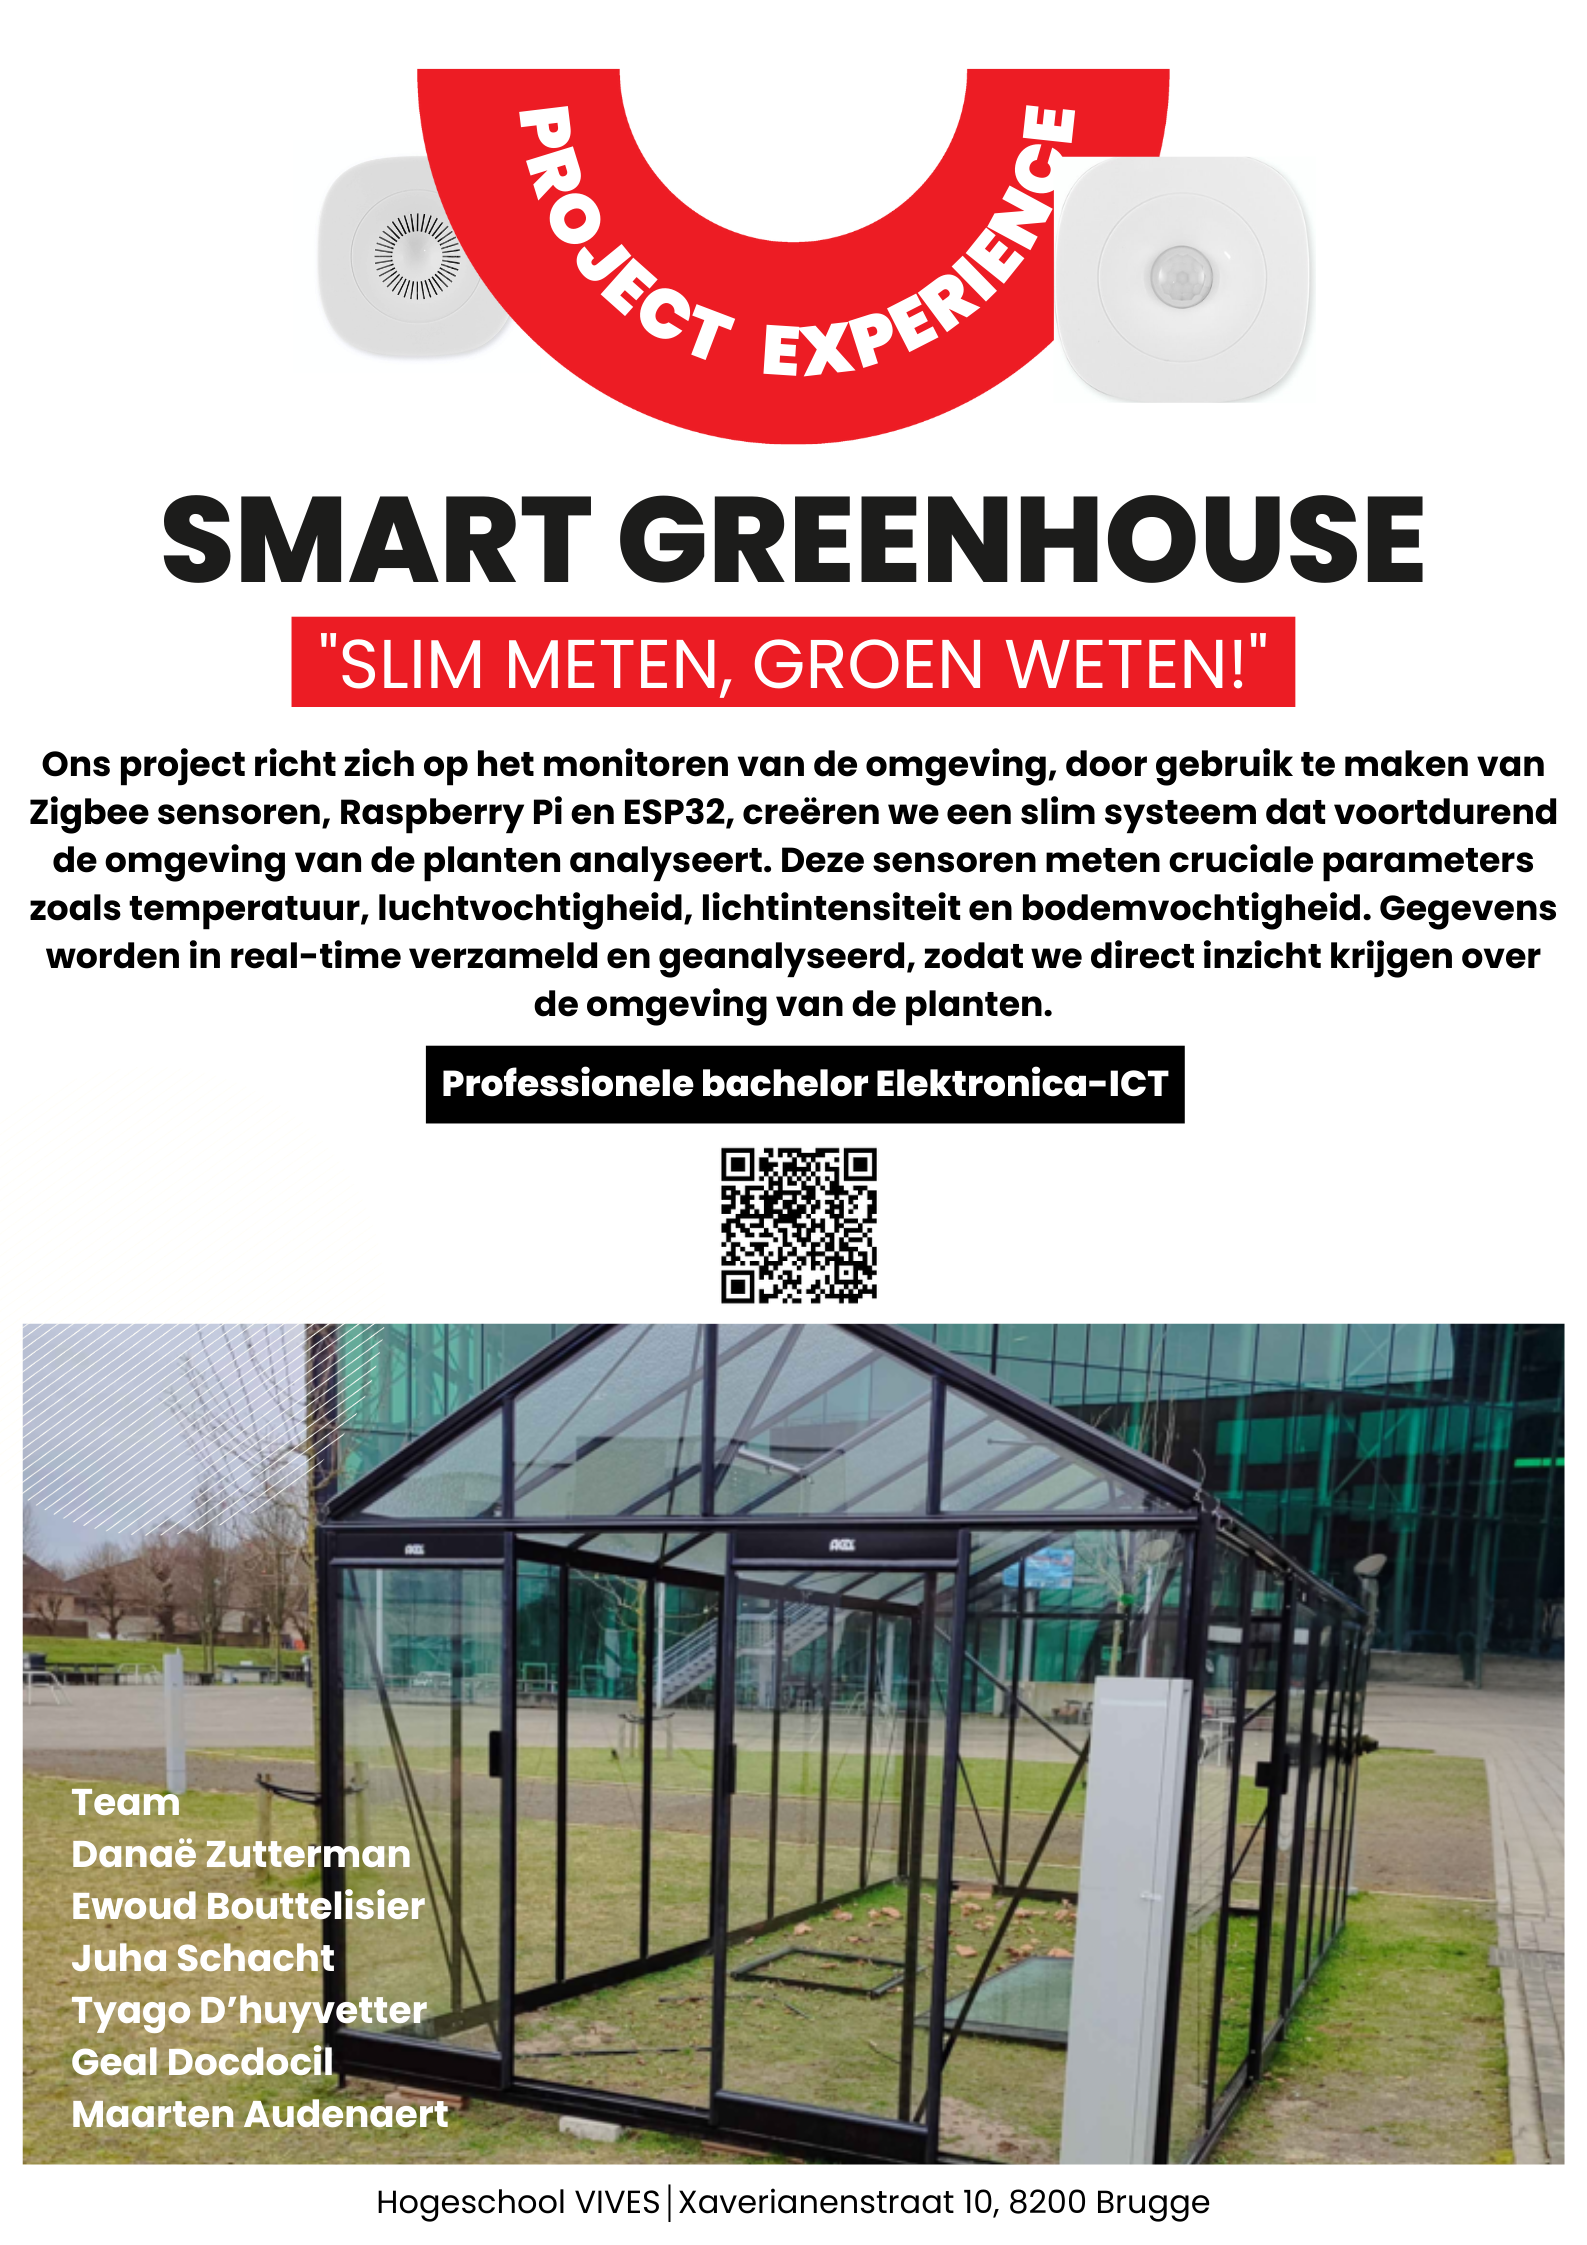 PROJECT EXPERIENCE
SMART GREENHOUSE
"SLIM METEN, GROEN WETEN!"
Ons project richt zich op het monitoren van de omgeving, door gebruik te maken van
Zigbee sensoren, Raspberry Pi en ESP32, creëren we een slim systeem dat voortdurend
de omgeving van de planten analyseert. Deze sensoren meten cruciale parameters
zoals temperatuur, luchtvochtigheid, lichtintensiteit en bodemvochtigheid. Gegevens
worden in real-time verzameld en geanalyseerd, zodat we direct inzicht krijgen over
de omgeving van de planten.
Professionele bachelor Elektronica-ICT
Team
Danaë Zutterman
Ewoud Bouttelisier
Juha Schacht
Tyago D’huyvetter
Geal Docdocil
Maarten Audenaert
Hogeschool VIVES|Xaverianenstraat 10, 8200 Brugge